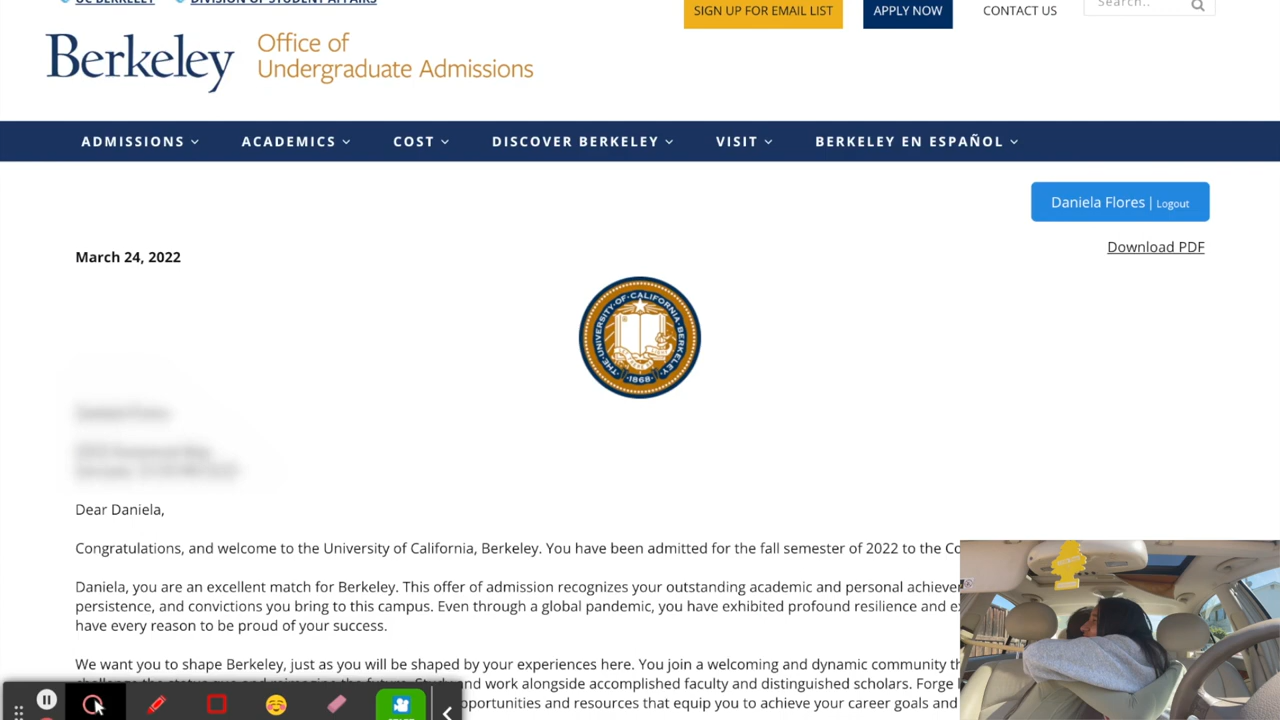 UC BERKELEY DIVISION OF STUDENT AFFAIRS
SIGN UP FOR EMAIL LIST APPLY NOW CONTACT US Search..
Berkeley Office of
Undergraduate Admissions
ADMISSIONS ACADEMICS COST DISCOVER BERKELEY VISIT BERKELEY EN ESPAÑOL
Daniela Flores | Logout
Download PDF
March 24, 2022
THE·UNIVERSITY·OF·CALIFORNIA·BERKELEY
·1868·
Dear Daniela,
Congratulations, and welcome to the University of California, Berkeley. You have been admitted for the fall semester of 2022 to the Co
Daniela, you are an excellent match for Berkeley. This offer of admission recognizes your outstanding academic and personal achieve
persistence, and convictions you bring to this campus. Even through a global pandemic, you have exhibited profound resilience and e
have every reason to be proud of your success.
We want you to shape Berkeley, just as you will be shaped by your experiences here. You join a welcoming and dynamic community th
and work alongside accomplished faculty and distinguished scholars. Forge
opportunities and resources that equip you to achieve your career goals and